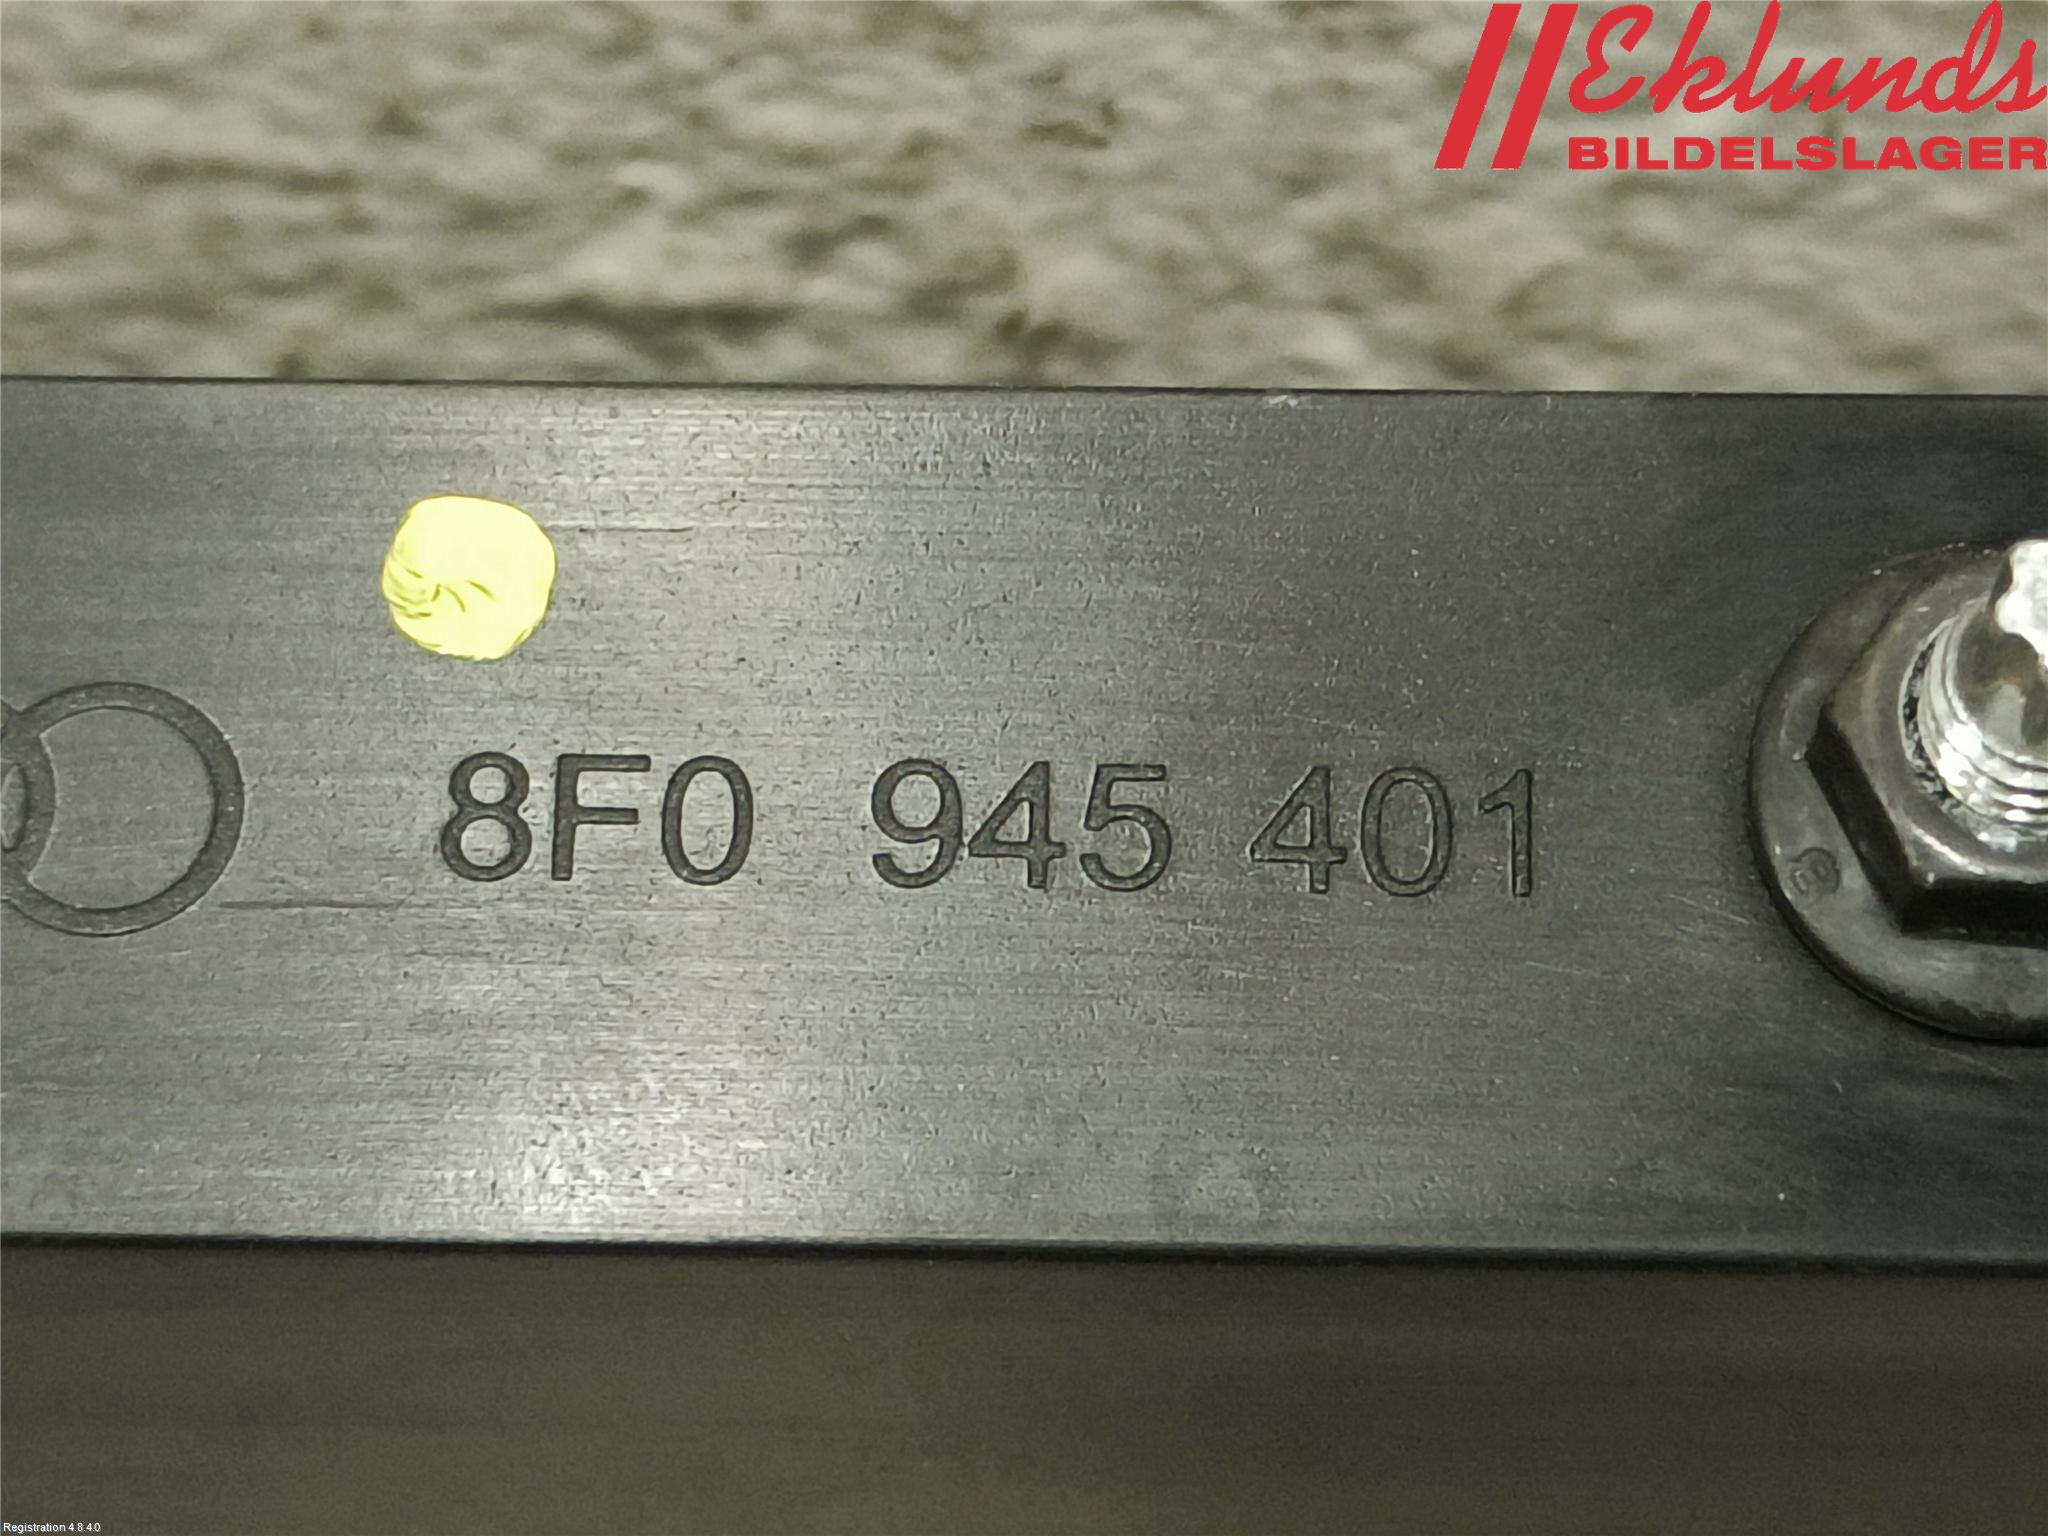 Eklunds
BILDELSLAGER
8F0 945 401
Registration 4.8.4.0